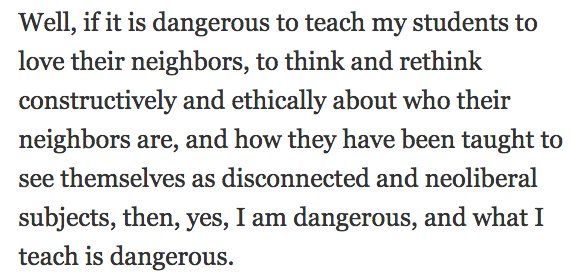 Well, if it is dangerous to teach my students to
love their neighbors, to think and rethink
constructively and ethically about who their
neighbors are, and how they have been taught to
see themselves as disconnected and neoliberal
subjects, then, yes, I am dangerous, and what I
teach is dangerous.